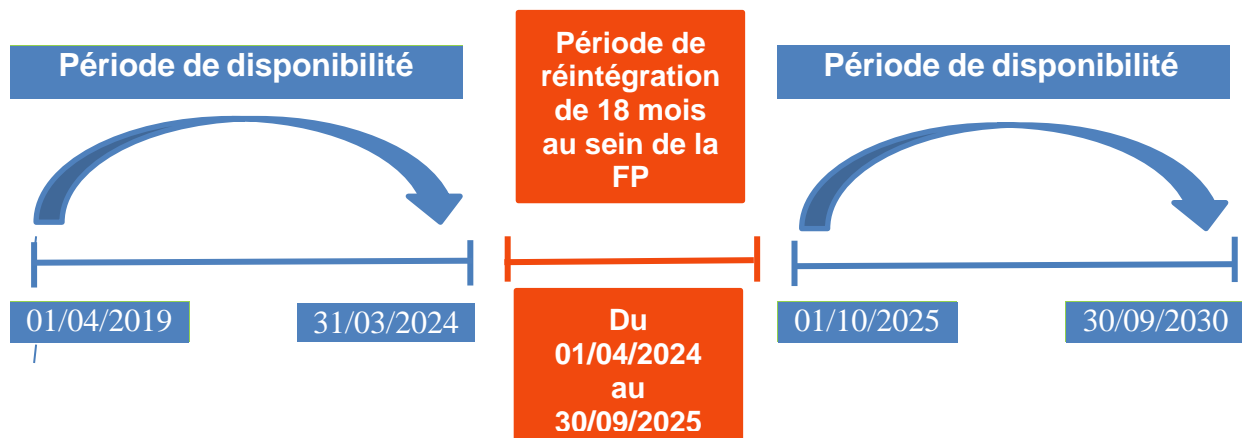 Période de disponibilité
Période de
réintégration
de 18 mois
au sein de la
FP
Période de disponibilité
01/04/2019
31/03/2024
Du
01/04/2024
au
30/09/2025
01/10/2025
30/09/2030